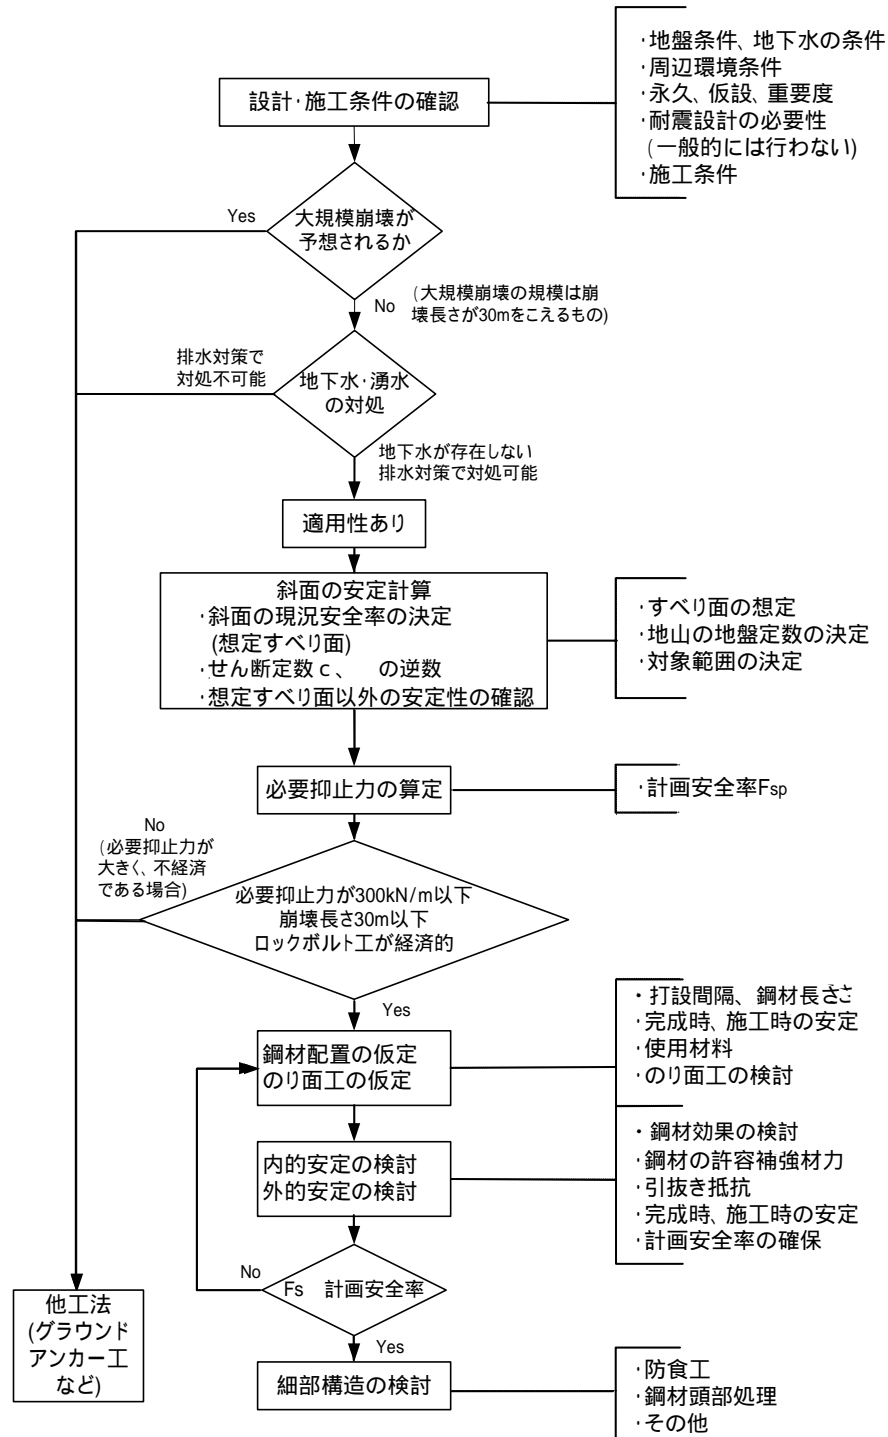 設計・施工条件の確認
・地盤条件、地下水の条件
・周辺環境条件
・永久、仮設、重要度
・耐震設計の必要性
(一般的には行わない)
・施工条件
Yes
大規模崩壊が
予想されるか
No
(大規模崩壊の規模は崩
壊長さが30mをこえるもの)
排水対策で
対処不可能
地下水・湧水
の対処
地下水が存在しない
排水対策で対処可能
適用性あり
斜面の安定計算
・斜面の現況安全率の決定
(想定すべり面)
・せん断定数c、 の逆数
・想定すべり面以外の安定性の確認
・すべり面の想定
・地山の地盤定数の決定
・対象範囲の決定
必要抑止力の算定
・計画安全率Fsp
No
(必要抑止力が
大きく、不経済
である場合)
必要抑止力が300kN/m以下
崩壊長さ30m以下
ロックボルト工が経済的
Yes
鋼材配置の仮定
のり面工の仮定
・打設間隔、鋼材長ささ
・完成時、施工時の安定
・使用材料
・のり面工の検討
内的安定の検討
外的安定の検討
・鋼材効果の検討
・鋼材の許容補強材力
・引抜き抵抗
・完成時、施工時の安定
・計画安全率の確保
No
Fs 計画安全率
Yes
他工法
(グラウンド
アンカー工
など)
細部構造の検討
・防食工
・鋼材頭部処理
・その他